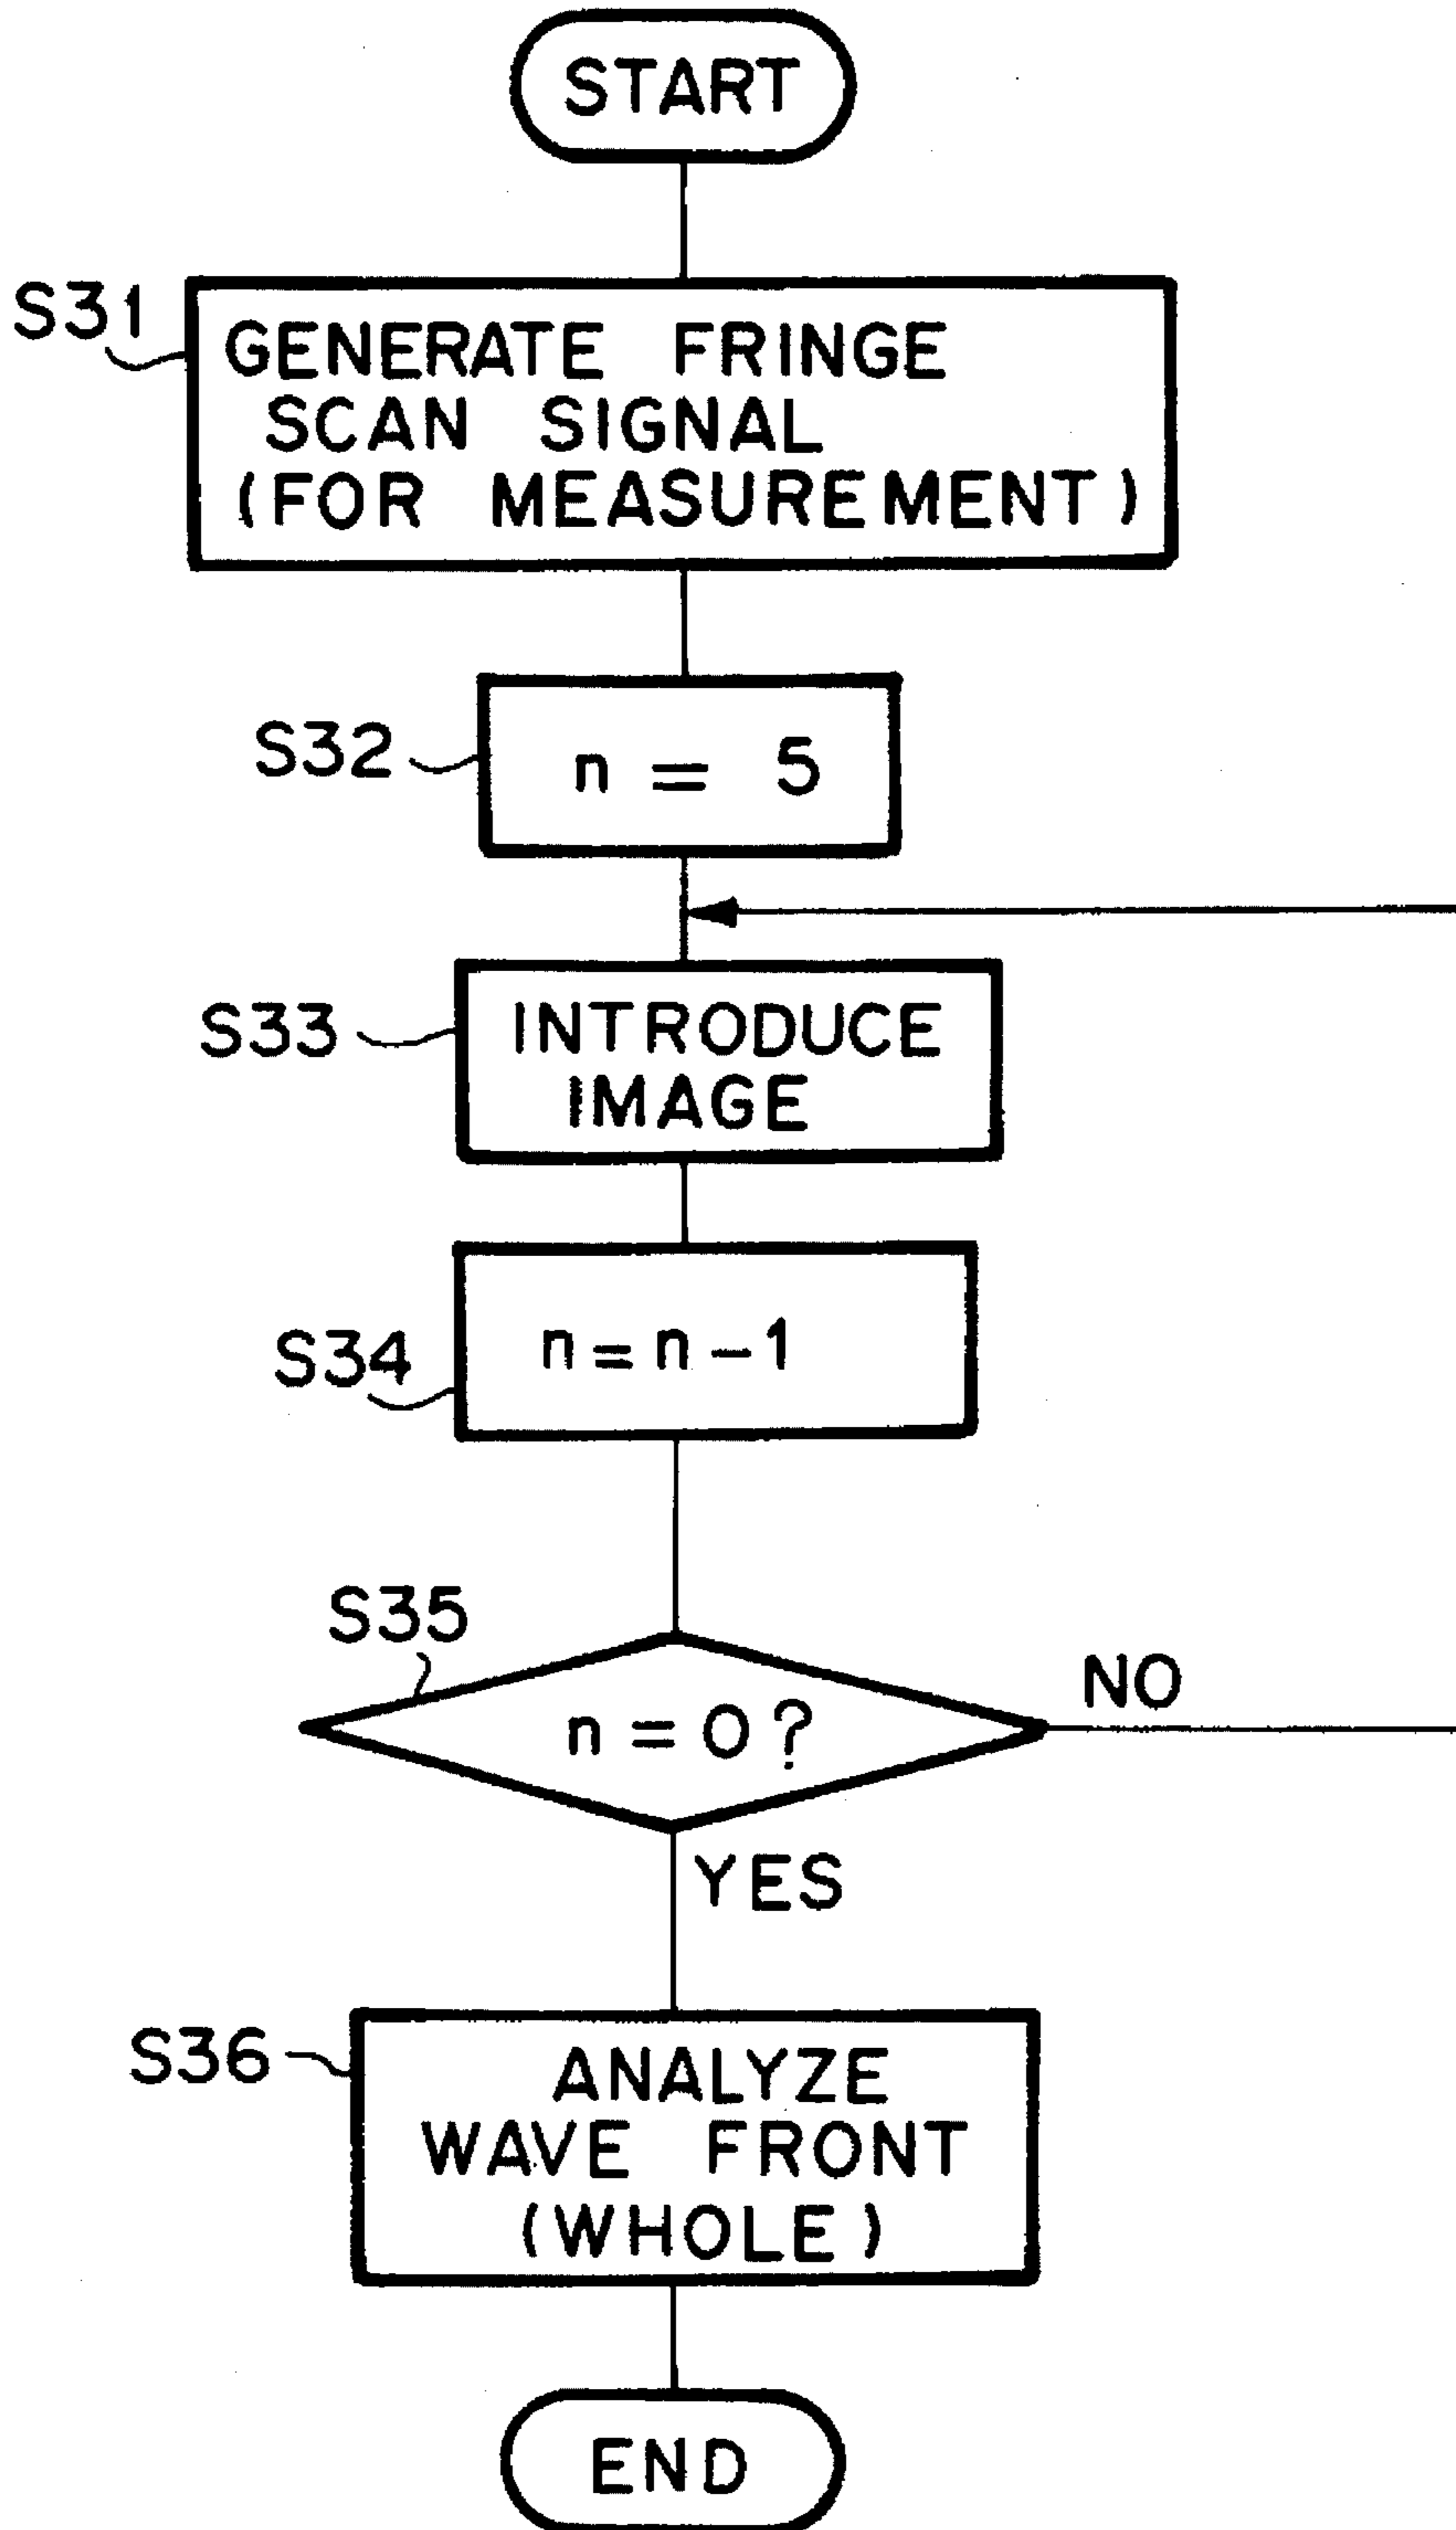 START
S31
GENERATE FRINGE
SCAN SIGNAL
(FOR MEASUREMENT)
S32
n = 5
S33
INTRODUCE
IMAGE
S34
n = n - 1
S35
n = 0 ?
NO
YES
S36
ANALYZE
WAVE FRONT
(WHOLE)
END